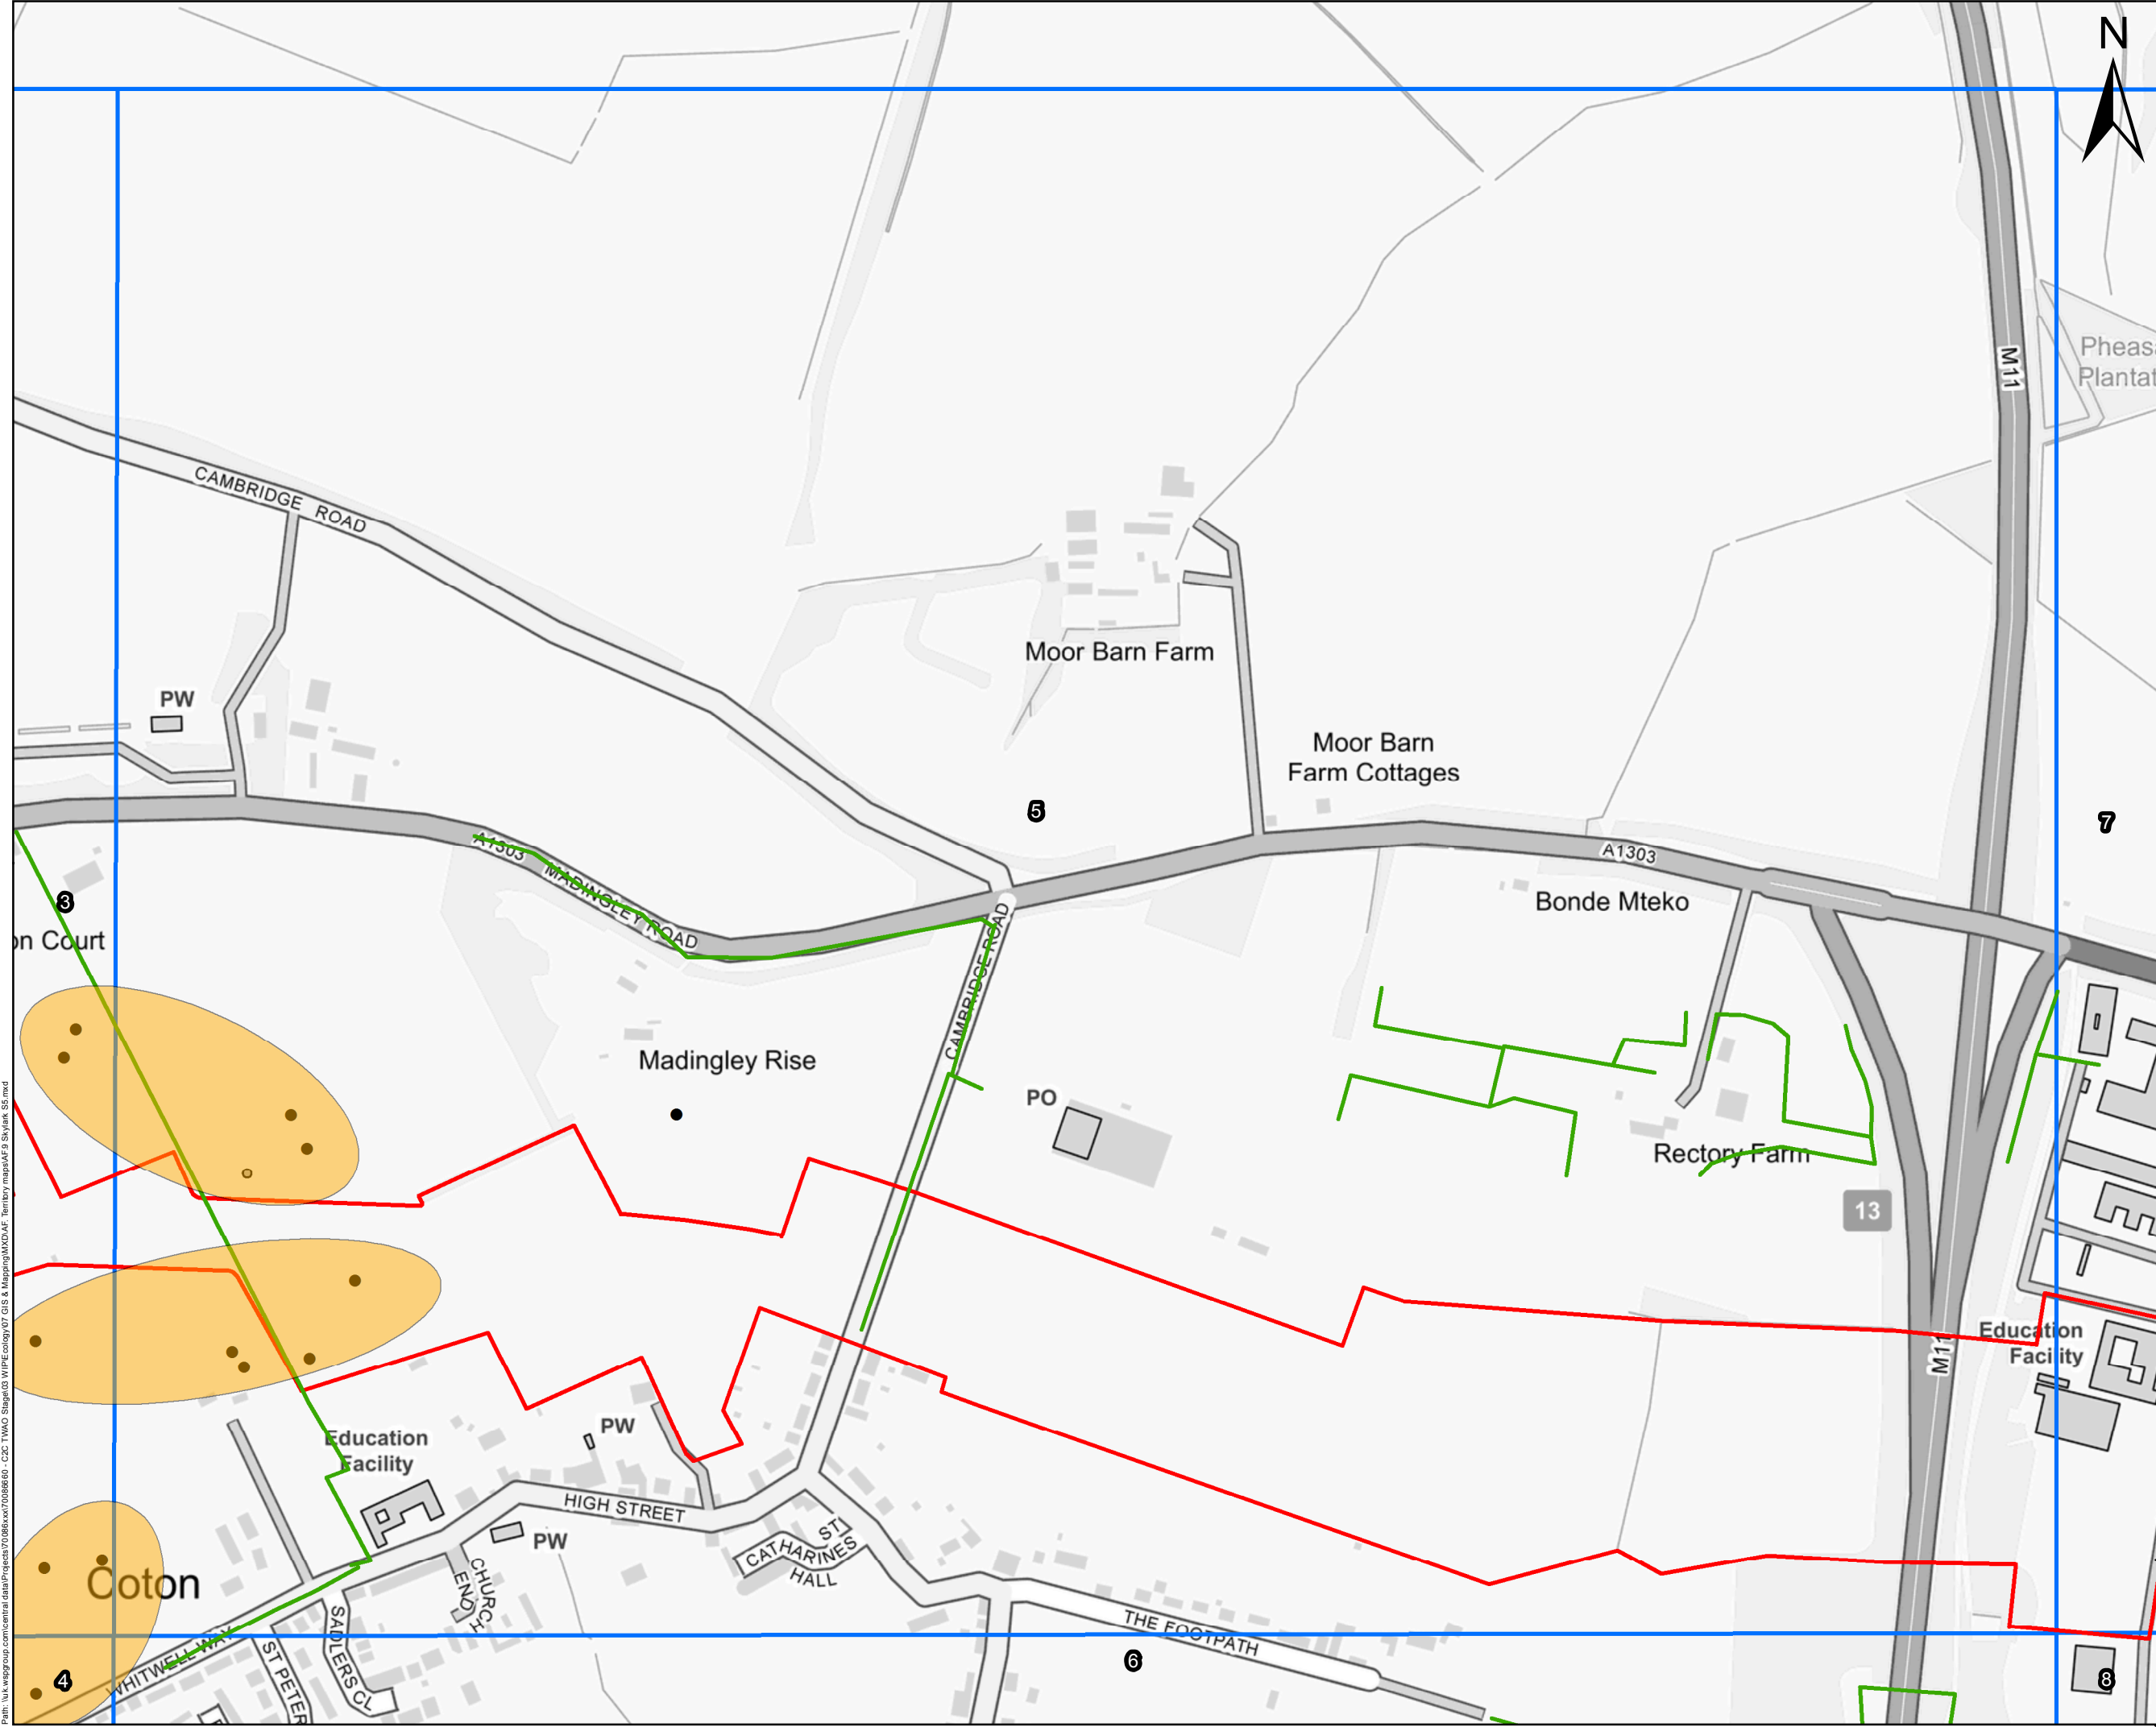 N
M11
Pheas
Plantat
CAMBRIDGE ROAD
Moor Barn Farm
PW
Moor Barn
Farm Cottages
5
7
A1303
A1303
MADINGLEY ROAD
3
on Court
Bonde Mteko
CAMBRIDGE ROAD
Madingley Rise
PO
Rectory Farm
13
M11
Education
Facility
PW
Education
Facility
HIGH STREET
PW
ST
CATHARINES
HALL
CHURCH
END
Coton
SADLERS CL
THE FOOTPATH
WHITWELL WAY
ST PETER
4
6
8